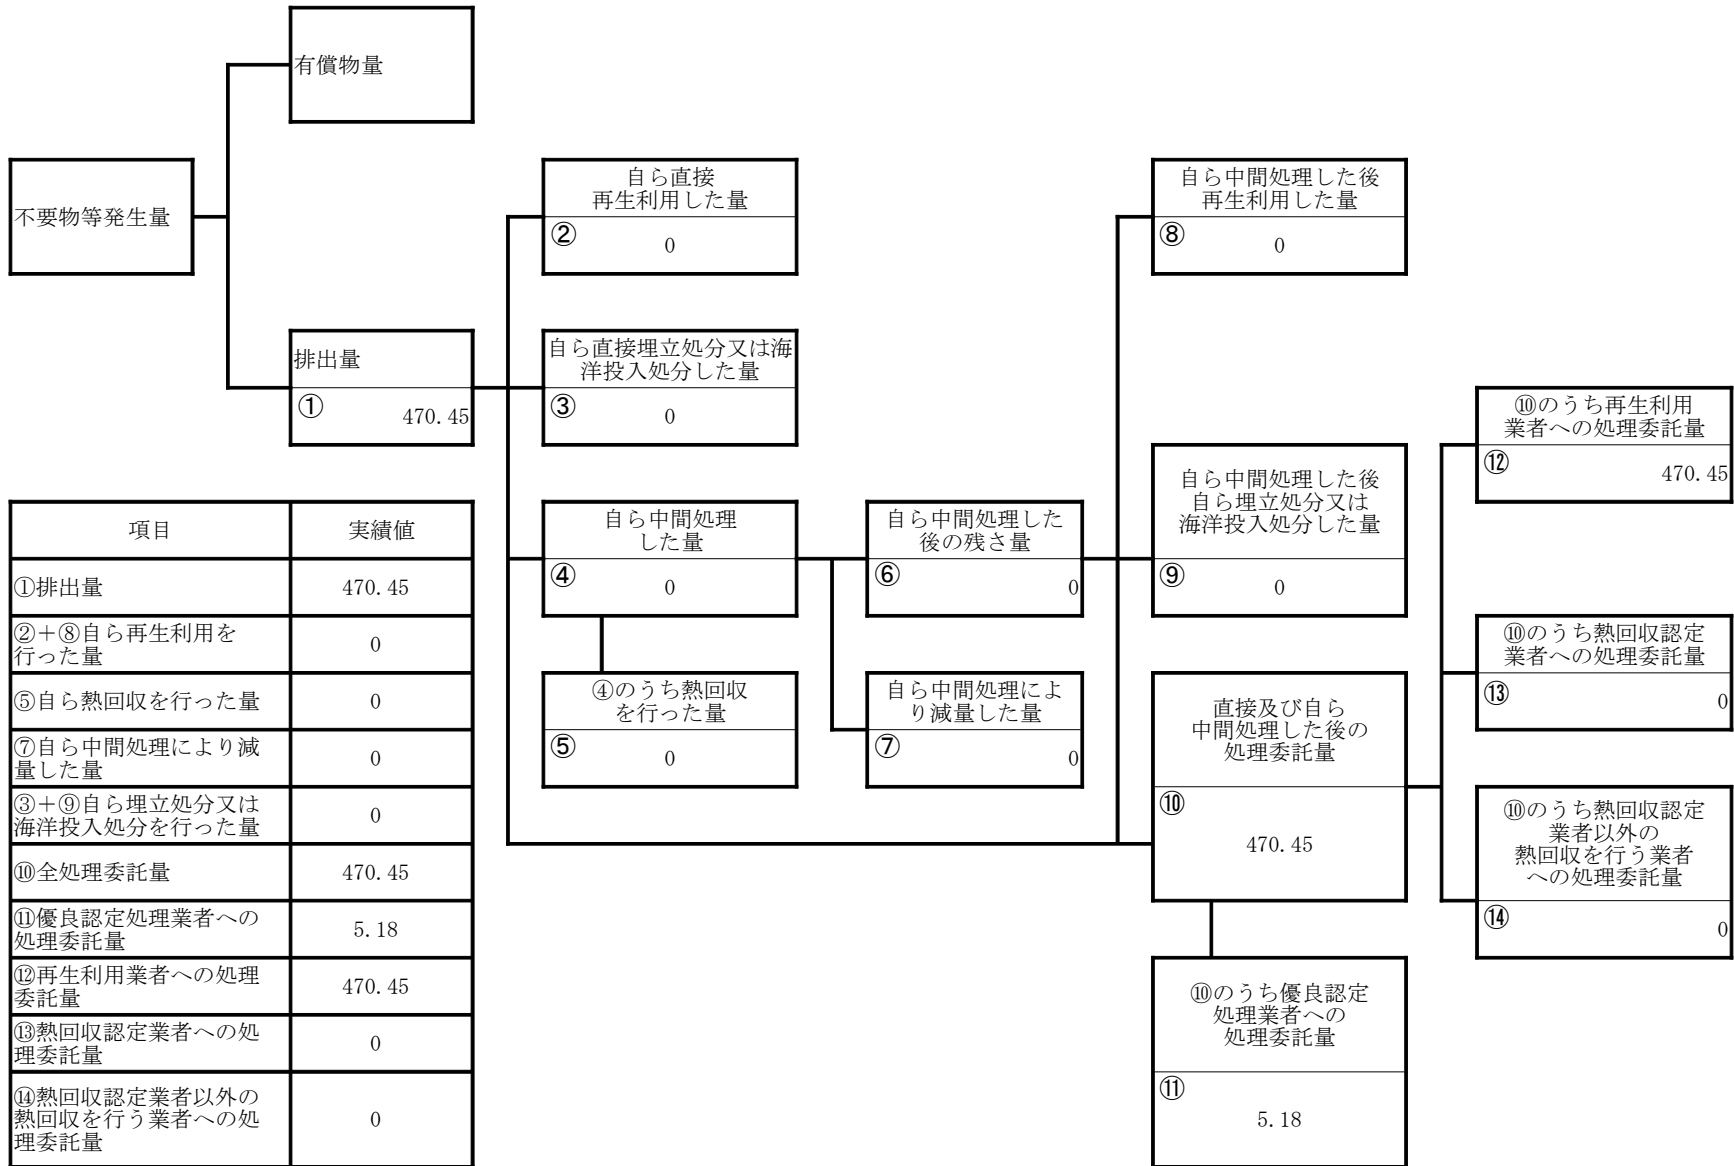 有償物量
不要物等発生量
排出量
①
470.45
自ら直接
再生利用した量
②
0
自ら直接埋立処分又は海
洋投入処分した量
③
0
自ら中間処理
した量
④
0
④のうち熱回収
を行った量
⑤
0
自ら中間処理した
後の残さ量
⑥
0
自ら中間処理によ
り減量した量
⑦
0
自ら中間処理した後
再生利用した量
⑧
0
自ら中間処理した後
自ら埋立処分又は
海洋投入処分した量
⑨
0
直接及び自ら
中間処理した後の
処理委託量
⑩
470.45
⑩のうち優良認定
処理業者への
処理委託量
⑪
5.18
⑩のうち再生利用
業者への処理委託量
⑫
470.45
⑩のうち熱回収認定
業者への処理委託量
⑬
0
⑩のうち熱回収認定
業者以外の
熱回収を行う業者
への処理委託量
⑭
0
項目 実績値
①排出量 470.45
②＋⑧自ら再生利用を
行った量 0
⑤自ら熱回収を行った量 0
⑦自ら中間処理により減
量した量 0
③＋⑨自ら埋立処分又は
海洋投入処分を行った量 0
⑩全処理委託量 470.45
⑪優良認定処理業者への
処理委託量 5.18
⑫再生利用業者への処理
委託量 470.45
⑬熱回収認定業者への処
理委託量 0
⑭熱回収認定業者以外の
熱回収を行う業者への処
理委託量 0